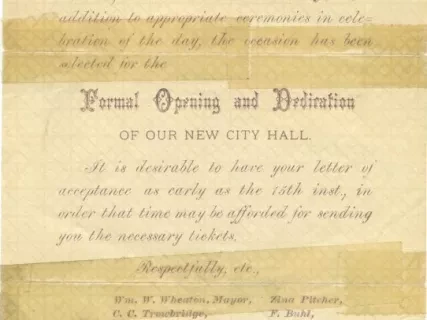 addition to appropriate ceremonies in cele-
bration of the day, the occasion has been
selected for the
Formal Opening and Dedication
OF OUR NEW CITY HALL.
It is desirable to have your letter of
acceptance as early as the 15th inst., in
order that time may be afforded for sending
you the necessary tickets.
Respectfully, etc.,
Wm. W. Wheaton, Mayor, Zina Pitcher,
C. C. Trowbridge, F. Buhl,